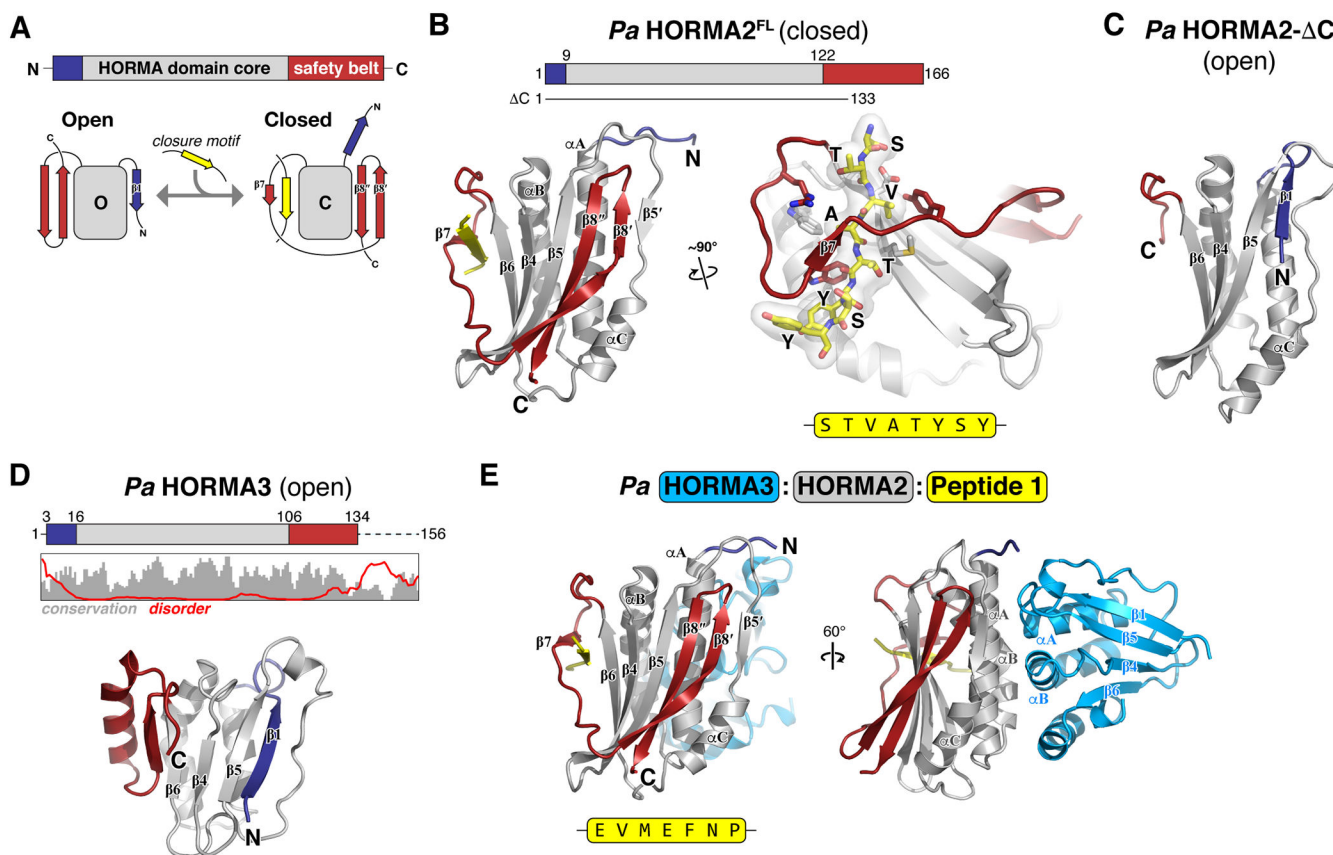 A
N
HORMA domain core
safety belt
C
Open
Closed
closure motif
C
O
β1
N
N
β7
C
β8″
β8′
C
B
Pa HORMA2FL (closed)
9
122
1
166
ΔC 1
133
αA
N
αB
β7
β6
β4
β5
β8″
β8′
β5′
αC
C
~90°
S
T
V
A
β7
T
Y
S
Y
S T V A T Y S Y
C
Pa HORMA2-ΔC
(open)
β1
β5
β4
β6
C
N
αC
D
Pa HORMA3 (open)
3
16
106
134
1
156
conservation
disorder
β1
C
β6
β4
β5
N
E
Pa HORMA3 : HORMA2 : Peptide 1
αA
N
αB
β7
β6
β4
β5
β8″
β8′
β5′
αC
C
E V M E F N P
60°
αA
αB
αC
β1
β5
αA
β4
αB
β6